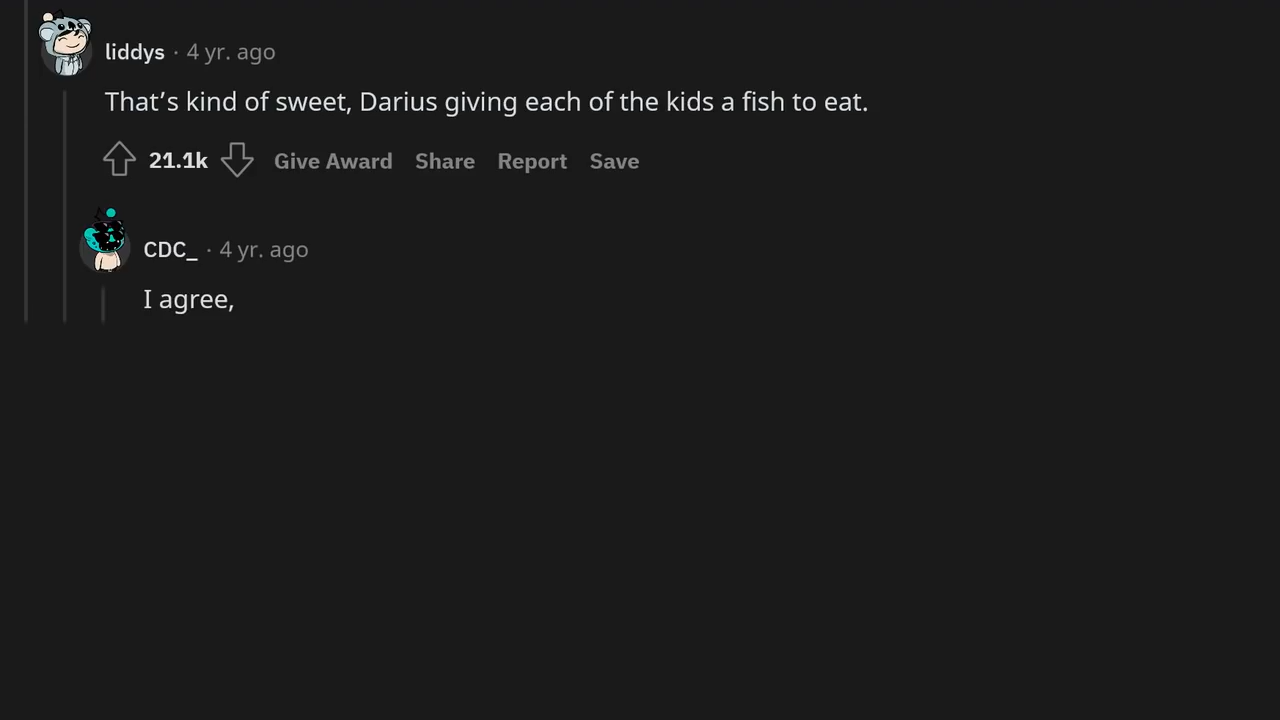 liddys · 4 yr. ago
That’s kind of sweet, Darius giving each of the kids a fish to eat.
21.1k Give Award Share Report Save
CDC_ · 4 yr. ago
I agree,